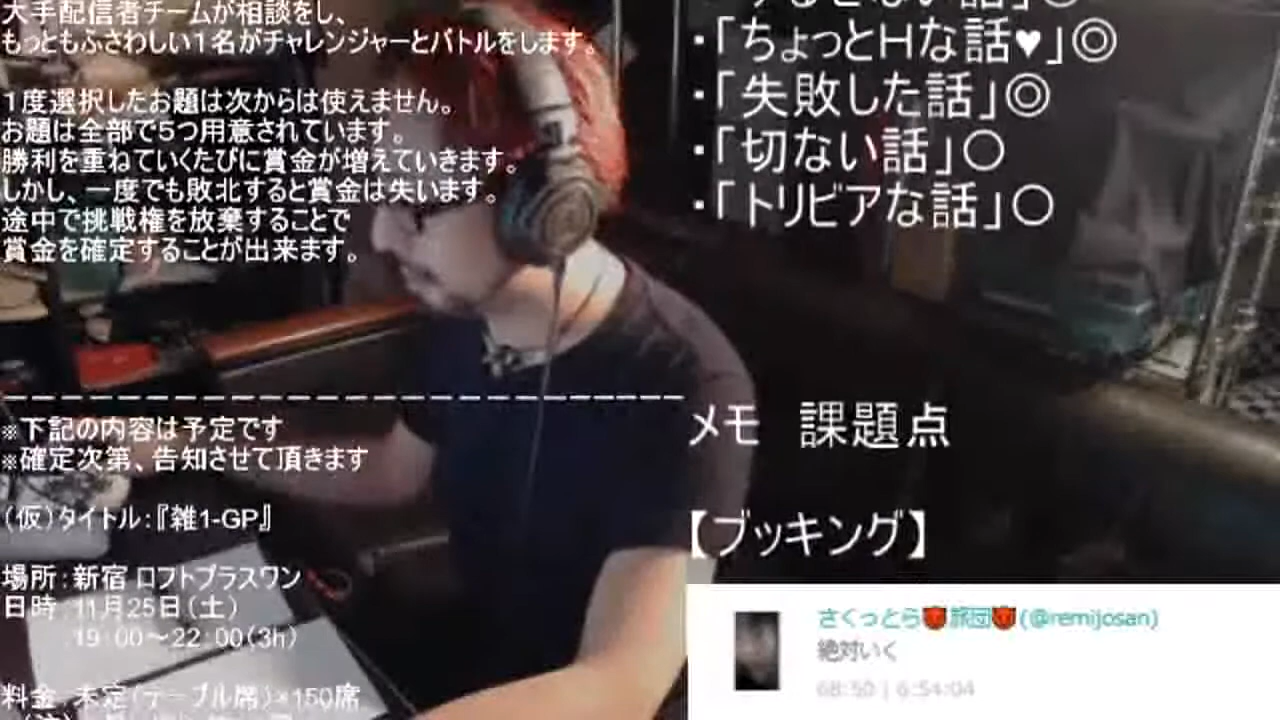 大手配信者チームが相談をし、
もっともふさわしい1名がチャレンジャーとバトルをします。
1度選択したお題は次からは使えません。
お題は全部で5つ用意されています。
勝利を重ねていくたびに賞金が増えていきます。
しかし、一度でも敗北すると賞金は失います。
途中で挑戦権を放棄することで
賞金を確定することが出来ます。
※下記の内容は予定です
※確定次第、告知させて頂きます
(仮)タイトル:『雑1-GP』
場所:新宿 ロフトプラスワン
日時:11月25日(土)
19:00～22:00(3h)
料金:未定(テーブル席)×150席
・「ちょっとHな話♥」◎
・「失敗した話」◎
・「切ない話」〇
・「トリビアな話」〇
メモ 課題点
【ブッキング】
さくっとら👹旅団👹(@remijosan)
絶対いく
68:50 | 6:54:04